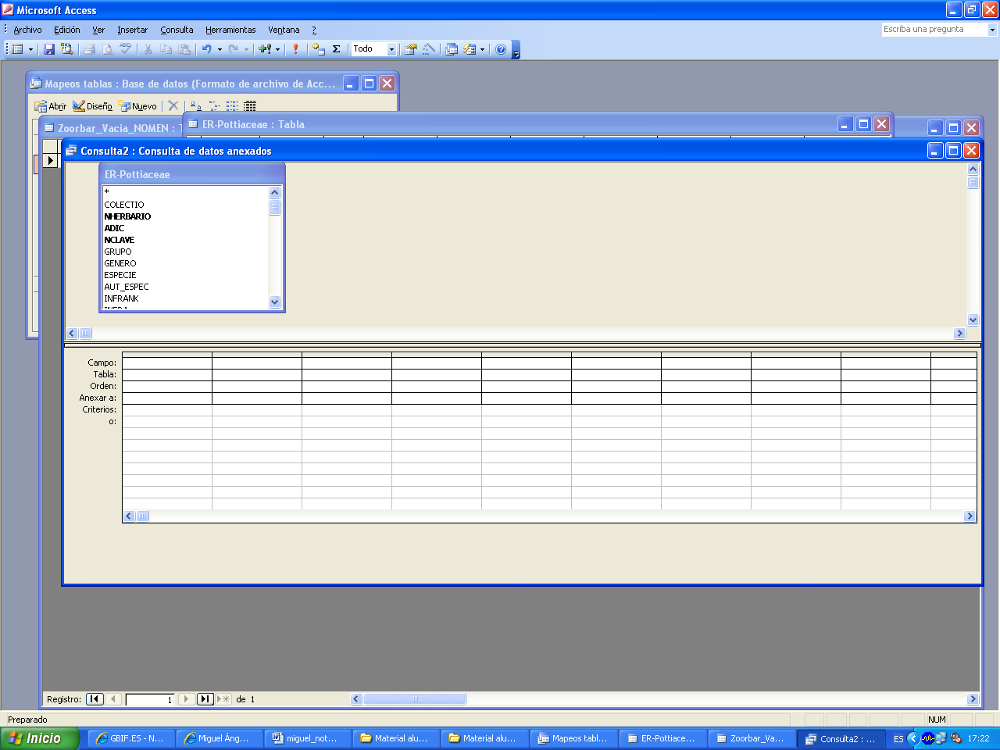 Microsoft Access
Archivo Edición Ver Insertar Consulta Herramientas Ventana ? Escriba una pregunta
Todo
Mapeos tablas : Base de datos (Formato de archivo de Acc...
Abrir Diseño Nuevo
Zoorbar_Vacia_NOMEN : T
ER-Pottiaceae : Tabla
Consulta2 : Consulta de datos anexados
ER-Pottiaceae
*
COLECTIO
NHERBARIO
ADIC
NCLAVE
GRUPO
GENERO
ESPECIE
AUT_ESPEC
INFRANK
Campo:
Tabla:
Orden:
Anexar a:
Criterios:
o:
Registro: 1 de 1
Preparado NUM
Inicio GBIF.ES - N... Miguel Áng... miguel_not... Material alu... Material alu... Mapeos tabl... ER-Pottiace... Zoorbar_Va... Consulta2 : ... ES 17:22